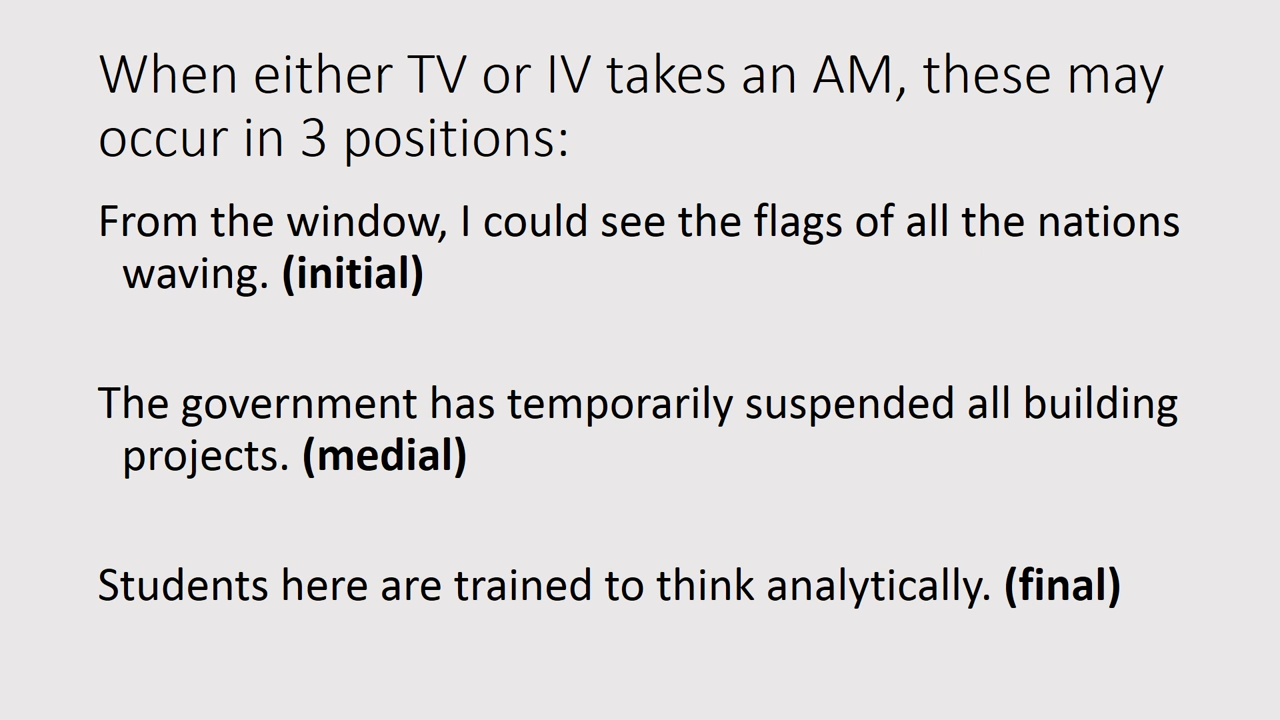 When either TV or IV takes an AM, these may
occur in 3 positions:
From the window, I could see the flags of all the nations
waving. (initial)
The government has temporarily suspended all building
projects. (medial)
Students here are trained to think analytically. (final)